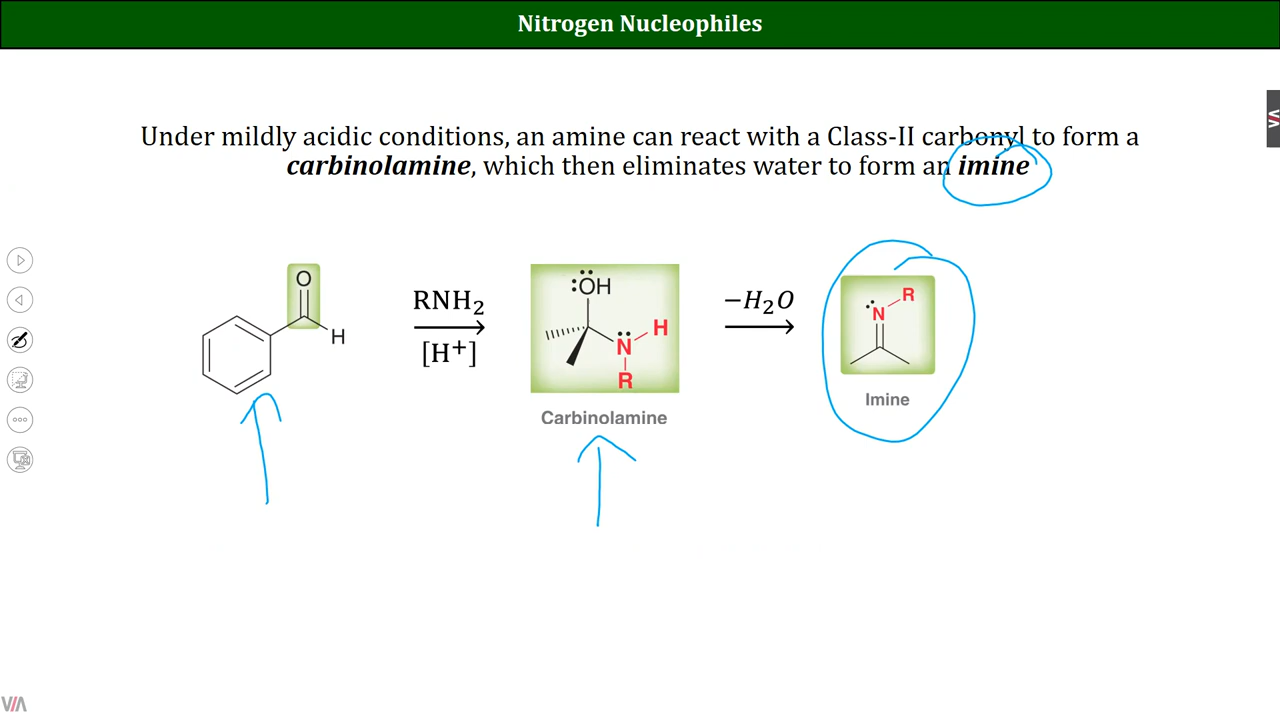 Nitrogen Nucleophiles
Under mildly acidic conditions, an amine can react with a Class-II carbonyl to form a
carbinolamine, which then eliminates water to form an imine
O
H
RNH₂
[H⁺]
:OH
H
N
R
Carbinolamine
−H₂O
R
N
Imine
VIA